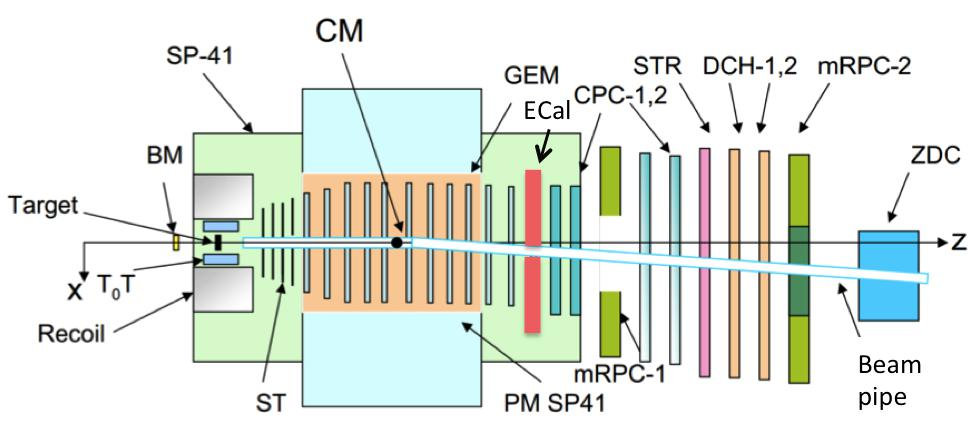 CM
SP-41
GEM
STR
DCH-1,2
mRPC-2
CPC-1,2
ECal
BM
ZDC
Target
Z
X
T₀T
Recoil
mRPC-1
Beam
pipe
ST
PM SP41